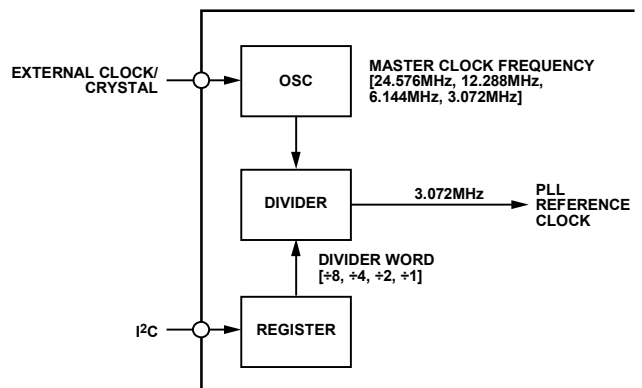 EXTERNAL CLOCK/
CRYSTAL
OSC
MASTER CLOCK FREQUENCY
[24.576MHz, 12.288MHz,
6.144MHz, 3.072MHz]
DIVIDER
3.072MHz
PLL
REFERENCE
CLOCK
DIVIDER WORD
[÷8, ÷4, ÷2, ÷1]
I²C
REGISTER